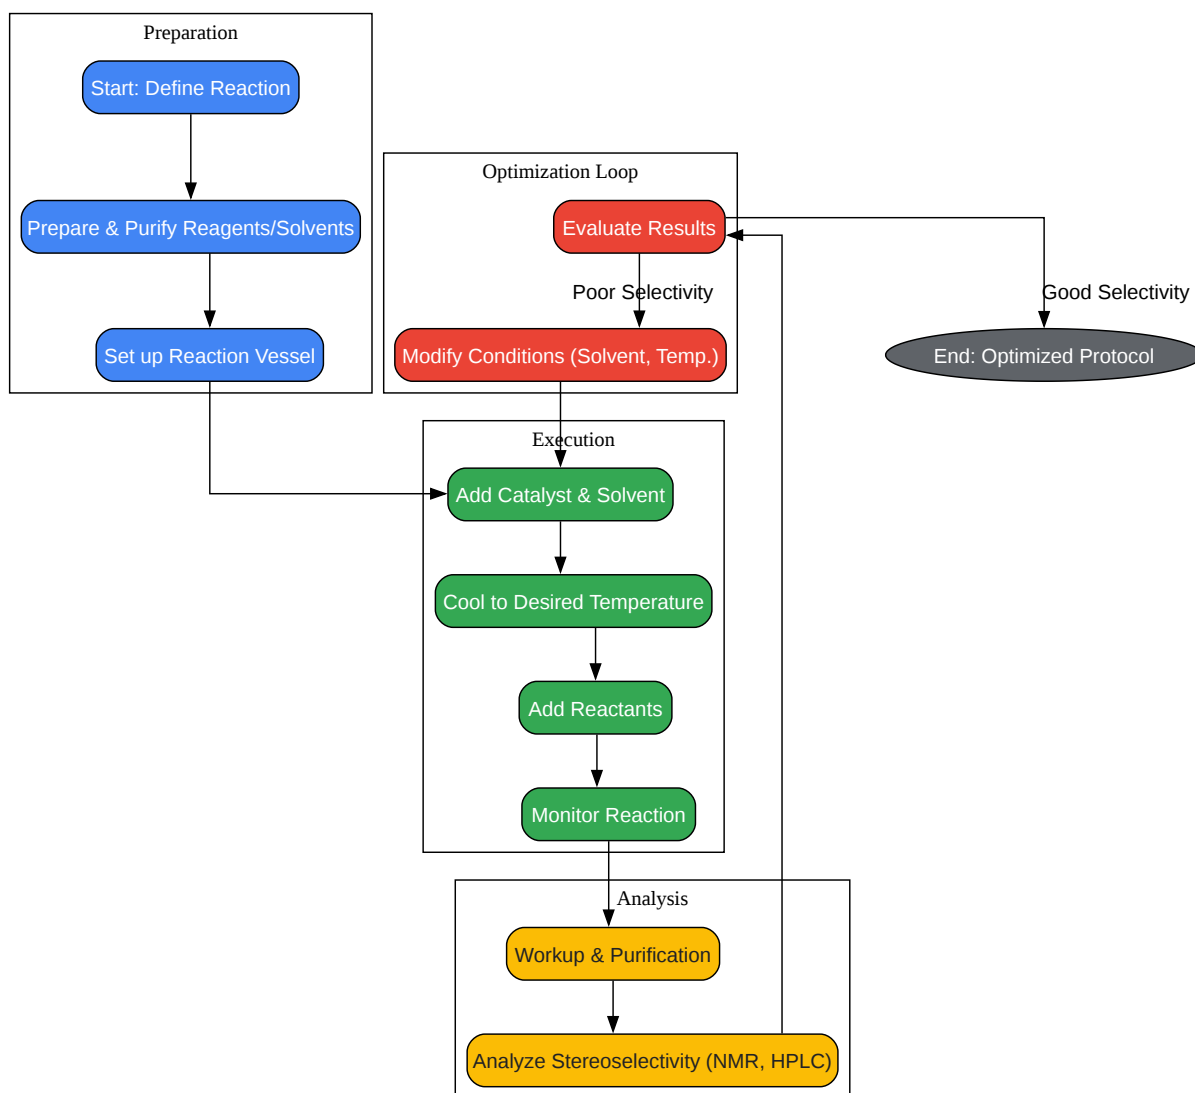 Preparation
Start: Define Reaction
Prepare & Purify Reagents/Solvents
Set up Reaction Vessel
Optimization Loop
Evaluate Results
Poor Selectivity
Modify Conditions (Solvent, Temp.)
Good Selectivity
End: Optimized Protocol
Execution
Add Catalyst & Solvent
Cool to Desired Temperature
Add Reactants
Monitor Reaction
Analysis
Workup & Purification
Analyze Stereoselectivity (NMR, HPLC)